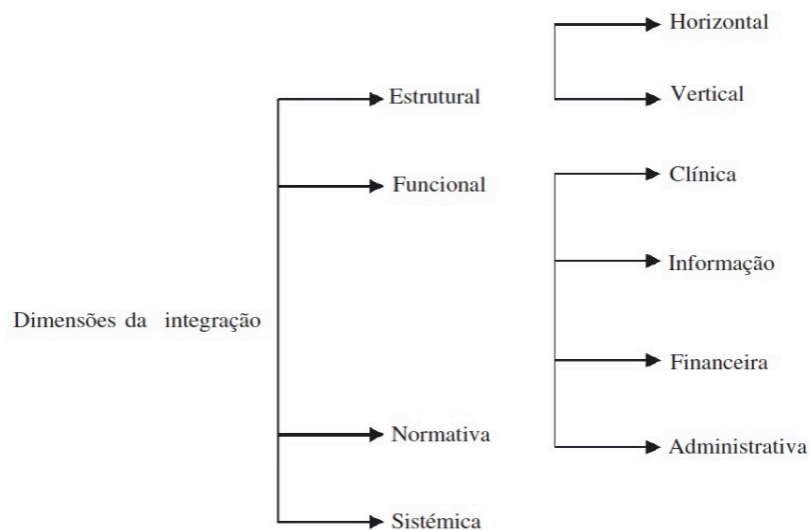 Horizontal
Estrutural
Vertical
Funcional
Clínica
Informação
Dimensões da integração
Financeira
Normativa
Administrativa
Sistémica